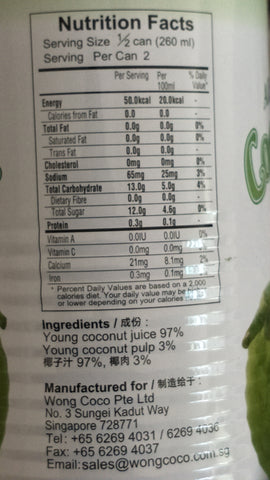 Nutrition Facts
Serving Size ½ can (260 ml)
Serving Per Can 2
Per Serving Per 100ml % Daily Value*
Energy 50.0kcal 20.0kcal -
Calories from Fat 0.0 0.0 -
Total Fat 0.0g 0.0g 0%
Saturated Fat 0.0g 0.0g 0%
Trans Fat 0.0g 0.0g -
Cholesterol 0mg 0mg 0%
Sodium 65mg 25mg 3%
Total Carbohydrate 13.0g 5.0g 4%
Dietary Fibre 0.0g 0.0g -
Total Sugar 12.0g 4.6g 0%
Protein 0.3g 0.1g -
Vitamin A 0.0IU 0.0IU 0%
Vitamin C 0.0mg 0.0mg
Calcium 21mg 8.1mg 2%
Iron 0.3mg 0.1mg
* Percent Daily Values are based on a 2,000
calories diet. Your daily value may be
or lower depending on your calories
Ingredients / 成份 :
Young coconut juice 97%
Young coconut pulp 3%
椰子汁 97%, 椰肉 3%
Manufactured for / 制造给于 :
Wong Coco Pte Ltd
No. 3 Sungei Kadut Way
Singapore 728771
Tel: +65 6269 4031 / 6269 4036
Fax: +65 6269 4037
Email:sales@wongcoco.com.sg